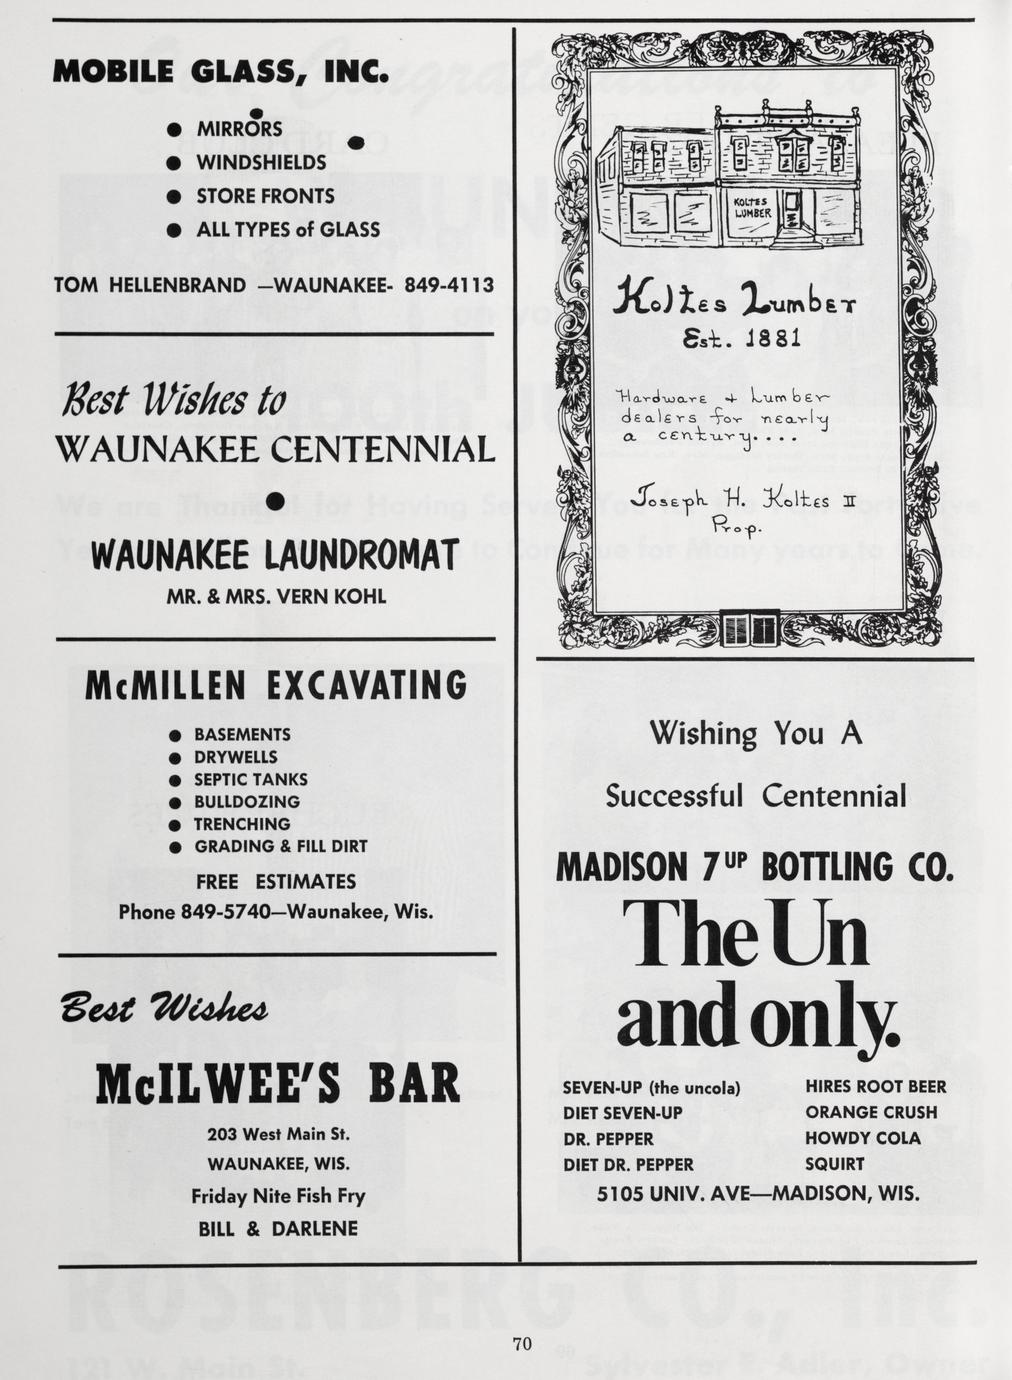 MOBILE GLASS, INC.
● MIRRORS
● WINDSHIELDS
● STORE FRONTS
● ALL TYPES of GLASS
TOM HELLENBRAND —WAUNAKEE- 849-4113
Best Wishes to
WAUNAKEE CENTENNIAL
●
WAUNAKEE LAUNDROMAT
MR. & MRS. VERN KOHL
McMILLEN EXCAVATING
● BASEMENTS
● DRYWELLS
● SEPTIC TANKS
● BULLDOZING
● TRENCHING
● GRADING & FILL DIRT
FREE ESTIMATES
Phone 849-5740—Waunakee, Wis.
Best Wishes
McILWEE'S BAR
203 West Main St.
WAUNAKEE, WIS.
Friday Nite Fish Fry
BILL & DARLENE
KOLTES
LUMBER
Koltes Lumber
Est. 1881
Hardware + Lumber
dealers for nearly
a century....
Joseph H. Koltes II
Prop.
Wishing You A
Successful Centennial
MADISON 7UP BOTTLING CO.
The Un
and only.
SEVEN-UP (the uncola)
DIET SEVEN-UP
DR. PEPPER
DIET DR. PEPPER
HIRES ROOT BEER
ORANGE CRUSH
HOWDY COLA
SQUIRT
5105 UNIV. AVE—MADISON, WIS.
70